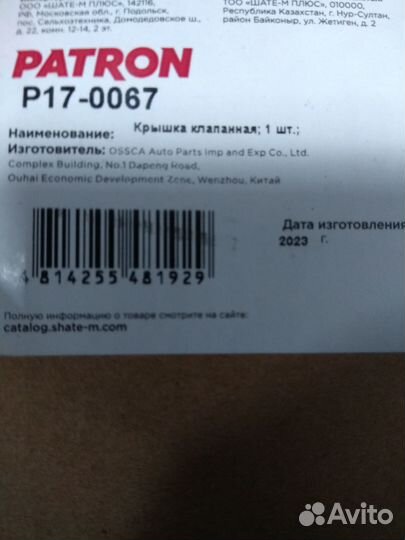 ООО «ШАТЕ-М ПЛЮС», 142116,
РФ, Московская обл., г. Подольск,
пос. Сельхозтехника, Домодедовское ш.,
д. 22, комн. 12-14, 2 эт.
ТОО «ШАТЕ-М ПЛЮС», 010000,
Республика Казахстан, г. Нур-Султан,
район Байконыр, ул. Жетиген, д. 2
PATRON
P17-0067
Наименование: Крышка клапанная; 1 шт.;
Изготовитель: OSSCA Auto Parts Imp and Exp Co., Ltd.
Complex Building, No.1 Dapeng Road,
Ouhai Economic Development Zone, Wenzhou, Китай
Дата изготовления
2023 г.
4 814255 481929
Полную информацию о товаре смотрите на сайте:
catalog.shate-m.com
Avito